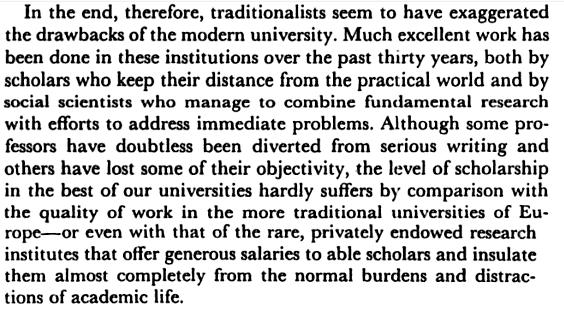 In the end, therefore, traditionalists seem to have exaggerated
the drawbacks of the modern university. Much excellent work has
been done in these institutions over the past thirty years, both by
scholars who keep their distance from the practical world and by
social scientists who manage to combine fundamental research
with efforts to address immediate problems. Although some pro-
fessors have doubtless been diverted from serious writing and
others have lost some of their objectivity, the level of scholarship
in the best of our universities hardly suffers by comparison with
the quality of work in the more traditional universities of Eu-
rope—or even with that of the rare, privately endowed research
institutes that offer generous salaries to able scholars and insulate
them almost completely from the normal burdens and distrac-
tions of academic life.